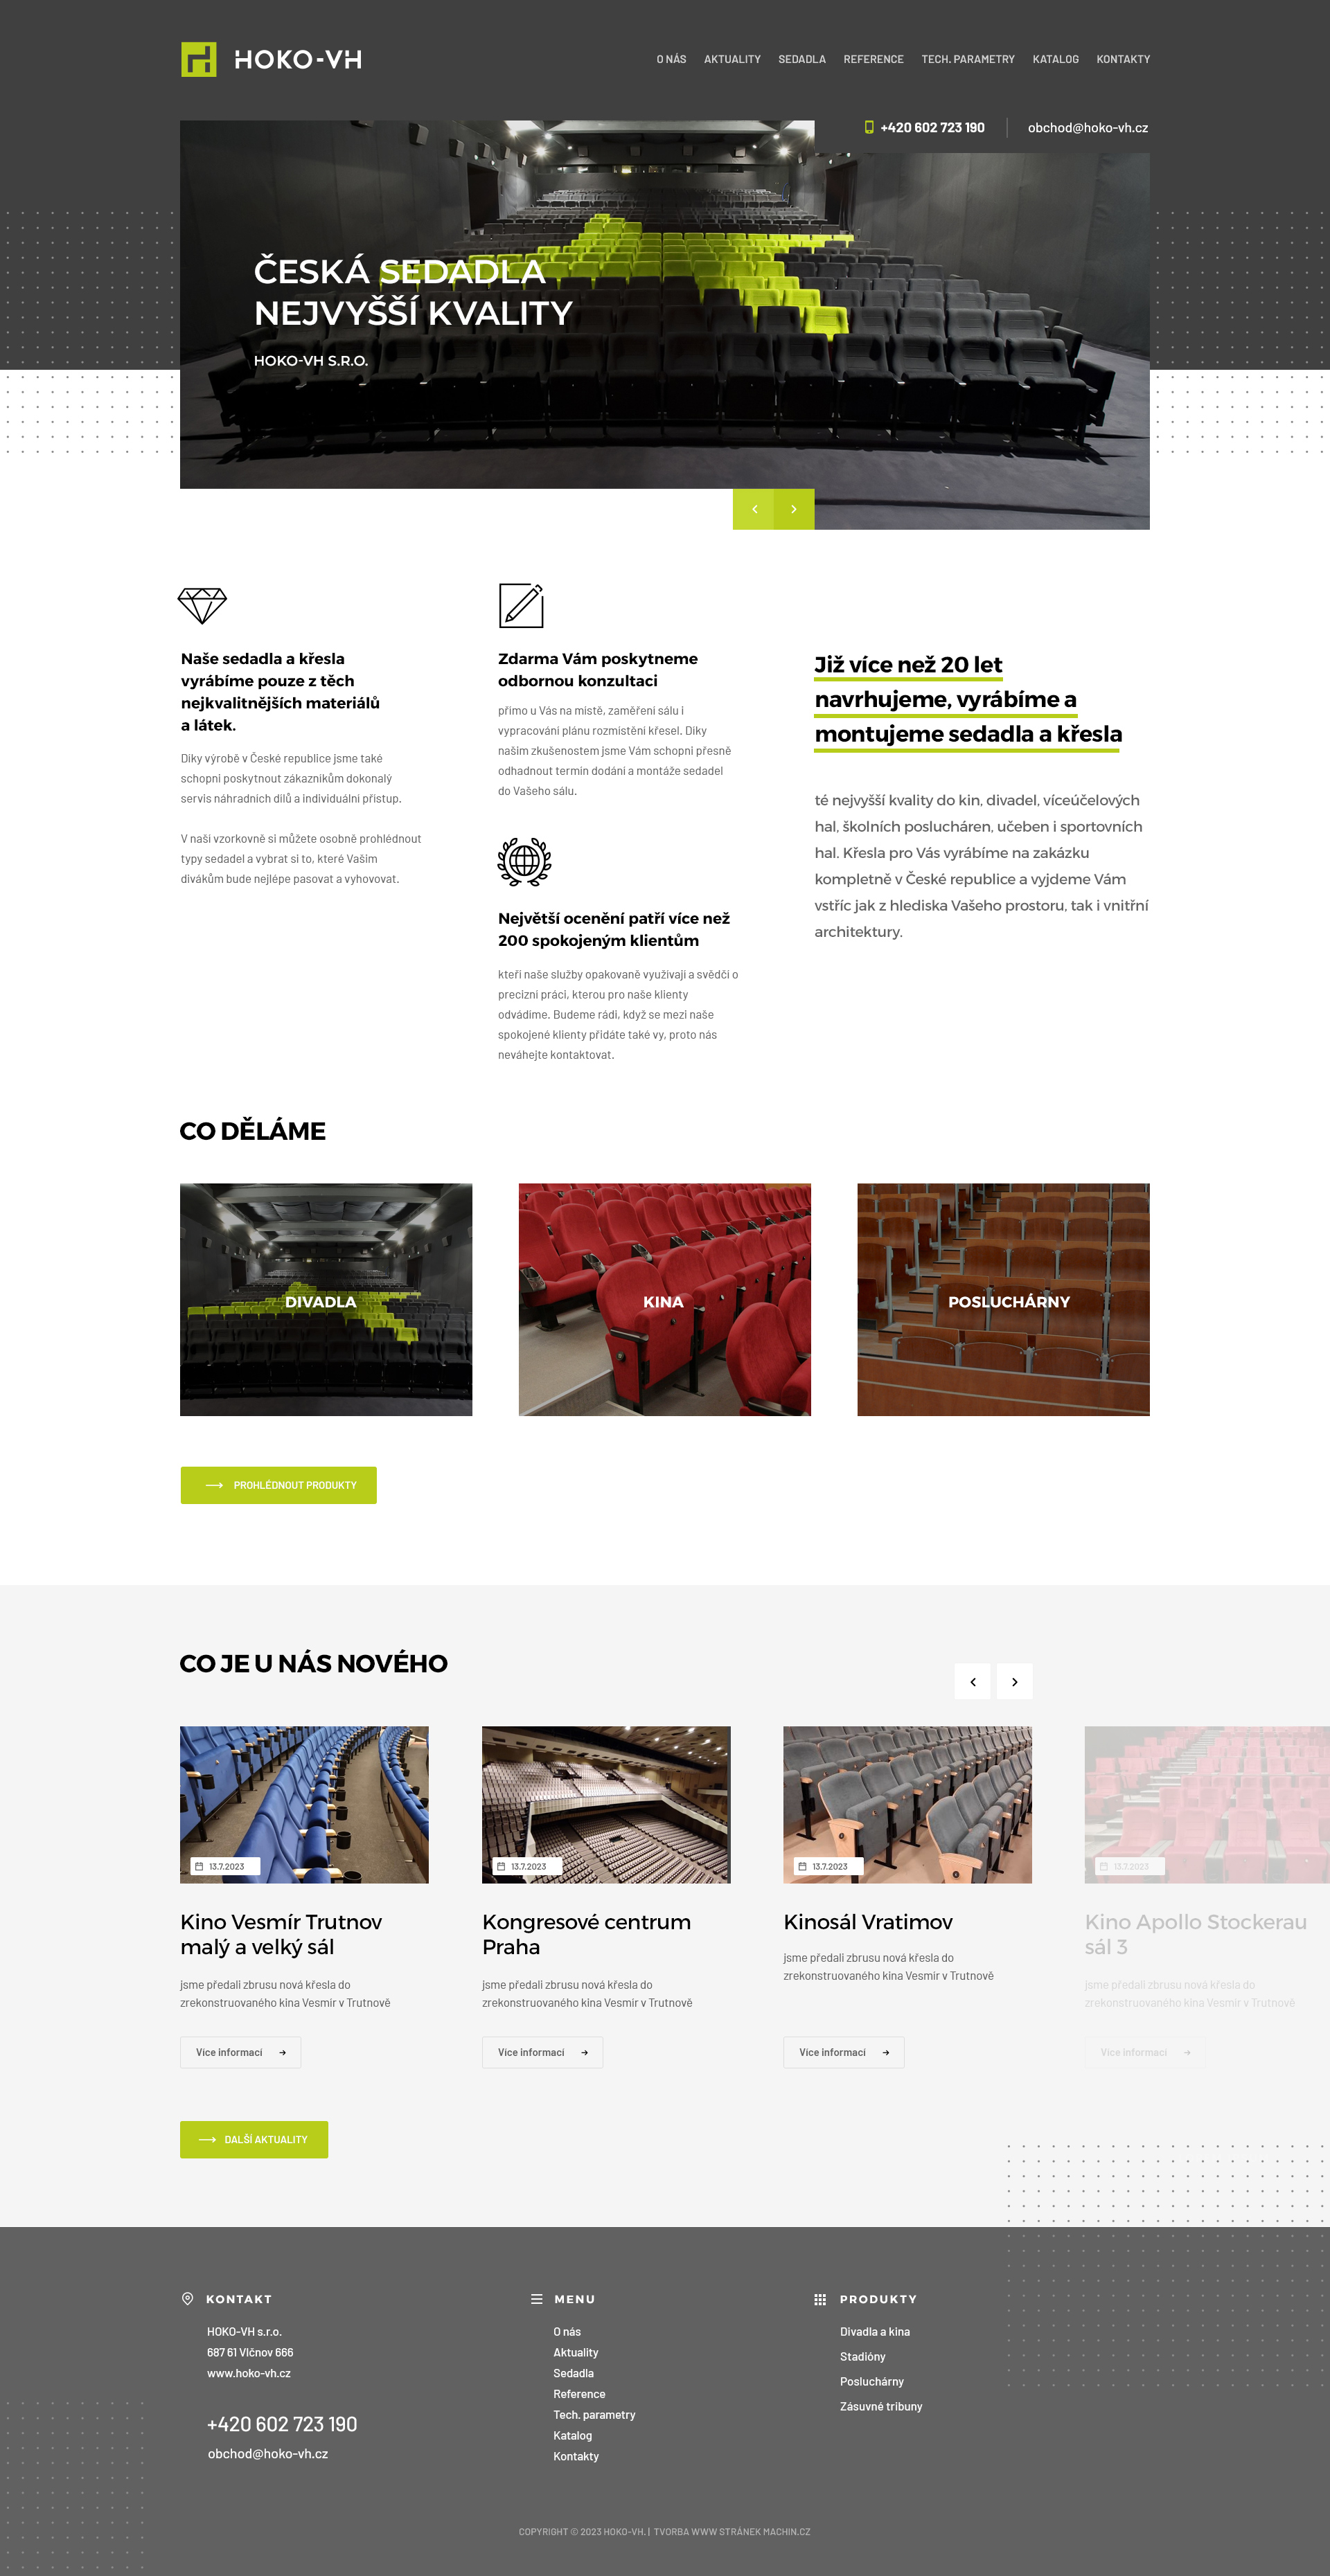 HOKO-VH
O NÁS AKTUALITY SEDADLA REFERENCE TECH. PARAMETRY KATALOG KONTAKTY
+420 602 723 190
obchod@hoko-vh.cz
ČESKÁ SEDADLA
NEJVYŠŠÍ KVALITY
HOKO-VH S.R.O.
Naše sedadla a křesla
vyrábíme pouze z těch
nejkvalitnějších materiálů
a látek.
Díky výrobě v České republice jsme také
schopni poskytnout zákazníkům dokonalý
servis náhradních dílů a individuální přístup.
V naší vzorkovně si můžete osobně prohlédnout
typy sedadel a vybrat si to, které Vašim
divákům bude nejlépe pasovat a vyhovovat.
Zdarma Vám poskytneme
odbornou konzultaci
přímo u Vás na místě, zaměření sálu i
vypracování plánu rozmístění křesel. Díky
našim zkušenostem jsme Vám schopni přesně
odhadnout termín dodání a montáže sedadel
do Vašeho sálu.
Největší ocenění patří více než
200 spokojeným klientům
kteří naše služby opakovaně využívají a svědčí o
precizní práci, kterou pro naše klienty
odvádíme. Budeme rádi, když se mezi naše
spokojené klienty přidáte také vy, proto nás
neváhejte kontaktovat.
Již více než 20 let
navrhujeme, vyrábíme a
montujeme sedadla a křesla
té nejvyšší kvality do kin, divadel, víceúčelových
hal, školních poslucháren, učeben i sportovních
hal. Křesla pro Vás vyrábíme na zakázku
kompletně v České republice a vyjdeme Vám
vstříc jak z hlediska Vašeho prostoru, tak i vnitřní
architektury.
CO DĚLÁME
DIVADLA
KINA
POSLUCHÁRNY
PROHLÉDNOUT PRODUKTY
CO JE U NÁS NOVÉHO
13.7.2023
Kino Vesmír Trutnov
malý a velký sál
jsme předali zbrusu nová křesla do
zrekonstruovaného kina Vesmír v Trutnově
Více informací
13.7.2023
Kongresové centrum
Praha
jsme předali zbrusu nová křesla do
zrekonstruovaného kina Vesmír v Trutnově
Více informací
13.7.2023
Kinosál Vratimov
jsme předali zbrusu nová křesla do
zrekonstruovaného kina Vesmír v Trutnově
Více informací
13.7.2023
Kino Apollo Stockerau
sál 3
jsme předali zbrusu nová křesla do
zrekonstruovaného kina Vesmír v Trutnově
Více informací
DALŠÍ AKTUALITY
KONTAKT
HOKO-VH s.r.o.
687 61 Vlčnov 666
www.hoko-vh.cz
+420 602 723 190
obchod@hoko-vh.cz
MENU
O nás
Aktuality
Sedadla
Reference
Tech. parametry
Katalog
Kontakty
PRODUKTY
Divadla a kina
Stadióny
Posluchárny
Zásuvné tribuny
COPYRIGHT © 2023 HOKO-VH. | TVORBA WWW STRÁNEK MACHIN.CZ